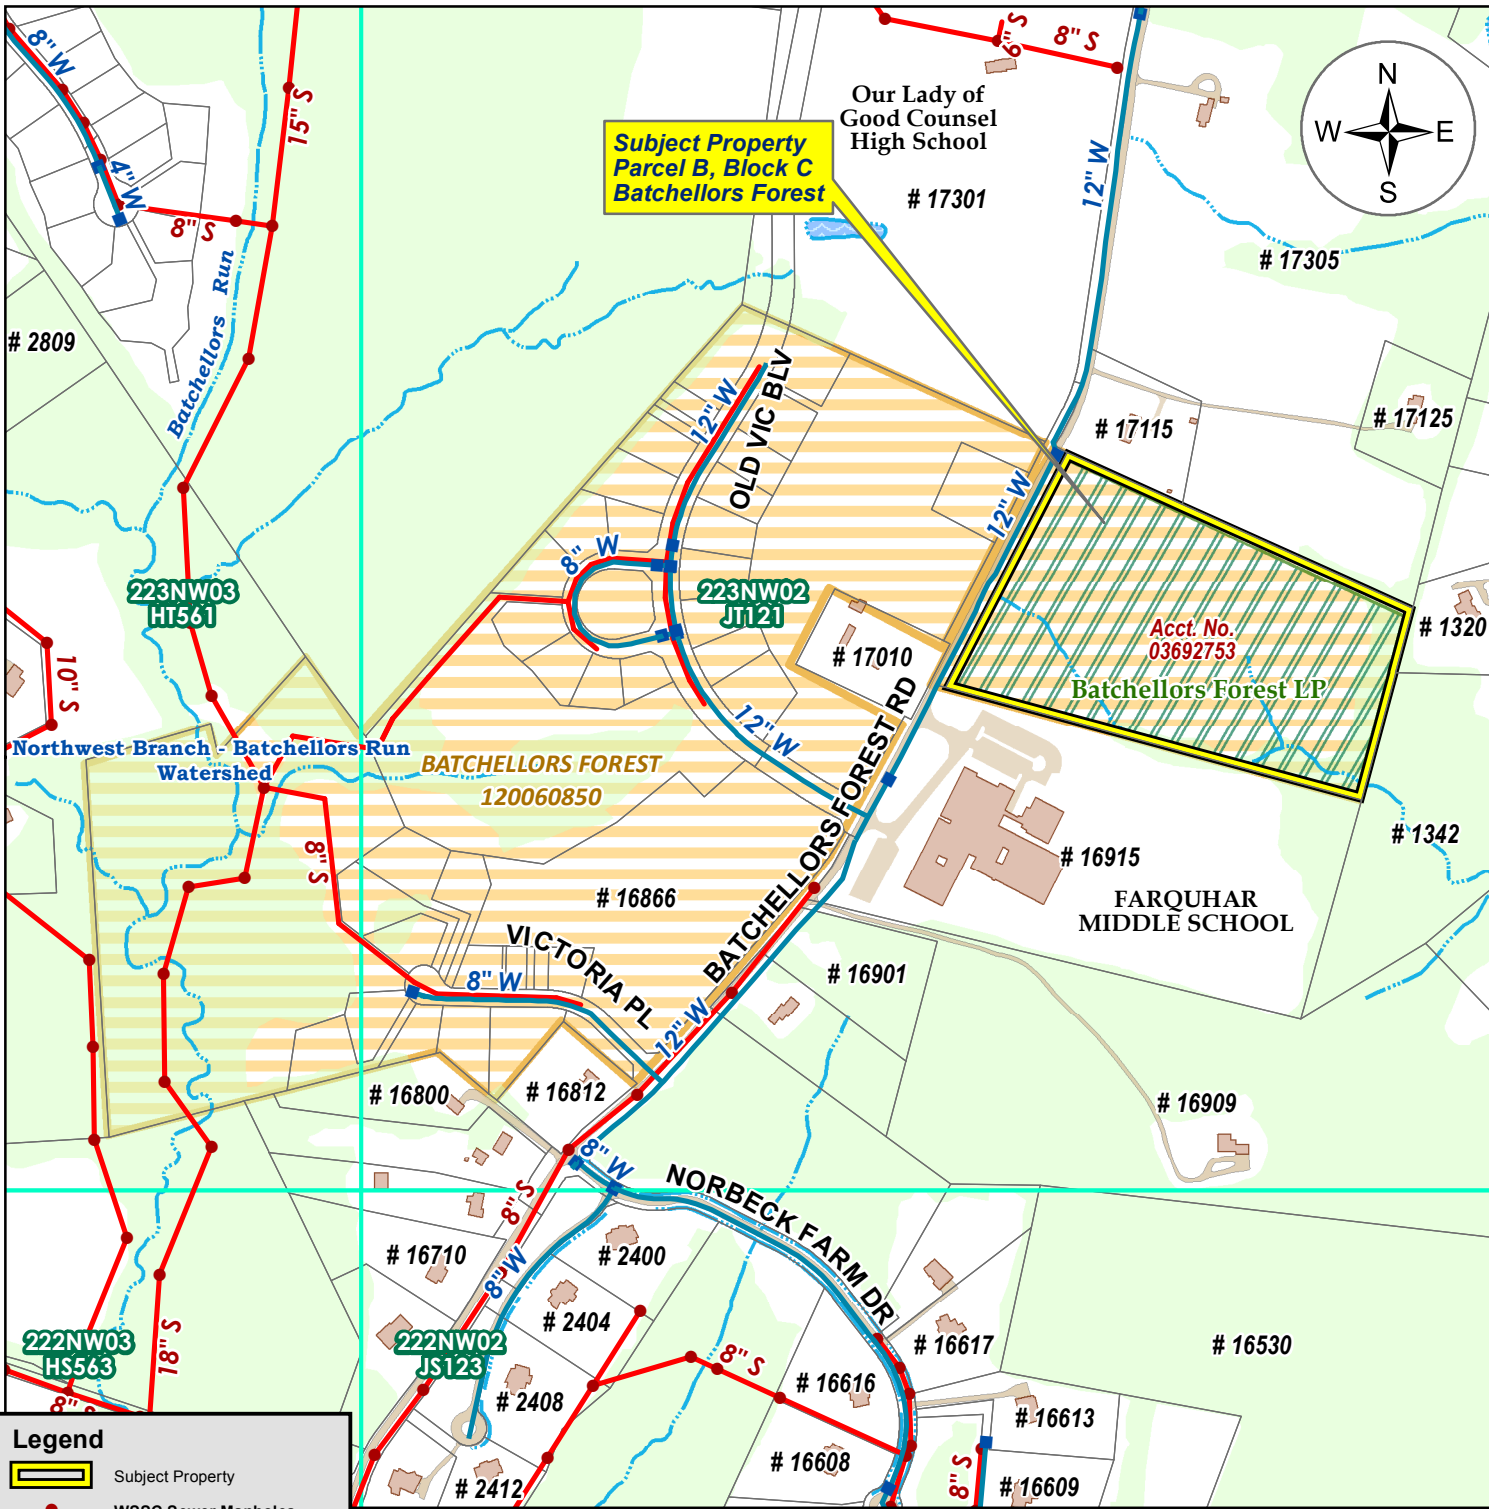 8" W
4" W
8" S
15" S
Batchellors Run
# 2809
Subject Property
Parcel B, Block C
Batchellors Forest
Our Lady of
Good Counsel
High School
# 17301
6" S
8" S
12" W
N
W E
S
# 17305
# 17115
# 17125
12" W
OLD VIC BLV
12" W
8" W
223NW03
HT561
223NW02
JT121
# 17010
Acct. No.
03692753
Batchellors Forest LP
# 1320
10" S
Northwest Branch - Batchellors Run
Watershed
BATCHELLORS FOREST
120060850
12" W
BATCHELLORS FOREST RD
# 1342
8" S
# 16866
# 16915
FARQUHAR
MIDDLE SCHOOL
VICTORIA PL
8" W
12" W
# 16901
# 16800
# 16812
# 16909
8" W
8" S
NORBECK FARM DR
# 16710
8" W
# 2400
# 2404
222NW03
HS563
18" S
222NW02
JS123
8" S
# 16617
# 16530
8" S
# 2408
# 16616
# 16613
# 16608
8" S
# 16609
# 2412
Legend
Subject Property
WSSC Sewer Manholes